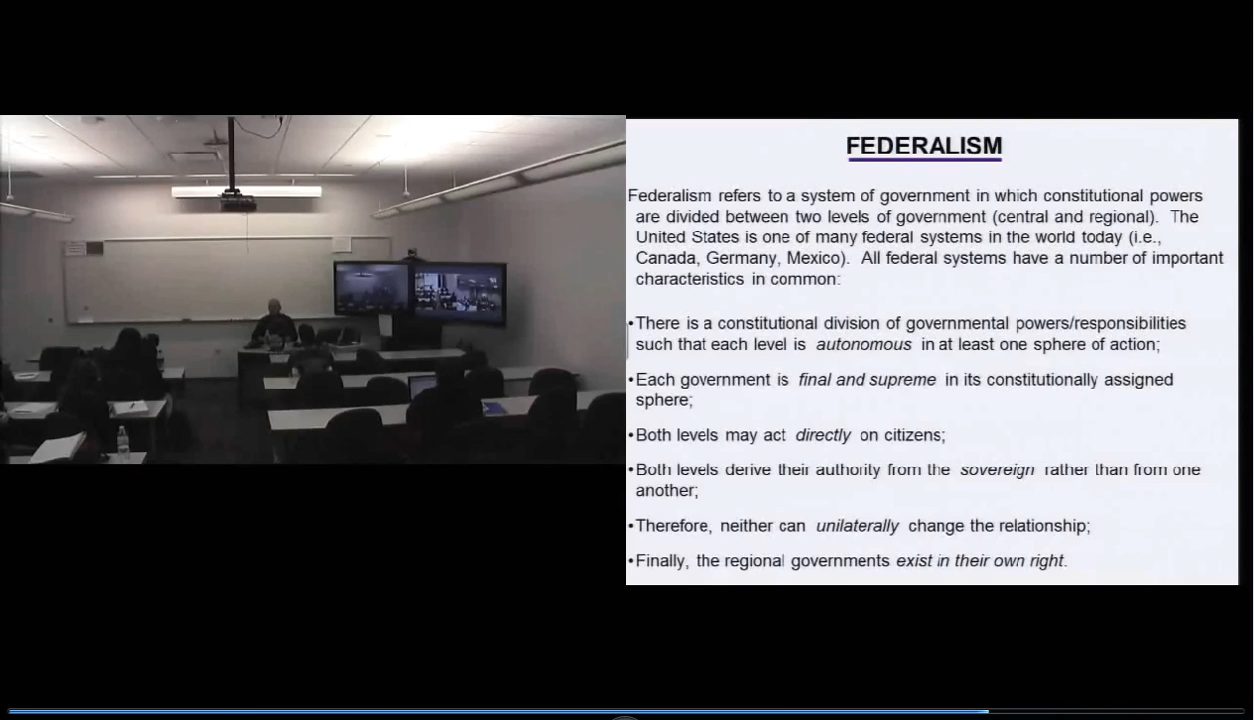 FEDERALISM
Federalism refers to a system of government in which constitutional powers
are divided between two levels of government (central and regional). The
United States is one of many federal systems in the world today (i.e.,
Canada, Germany, Mexico). All federal systems have a number of important
characteristics in common:
•There is a constitutional division of governmental powers/responsibilities
such that each level is autonomous in at least one sphere of action;
•Each government is final and supreme in its constitutionally assigned
sphere;
•Both levels may act directly on citizens;
•Both levels derive their authority from the sovereign rather than from one
another;
•Therefore, neither can unilaterally change the relationship;
•Finally, the regional governments exist in their own right.